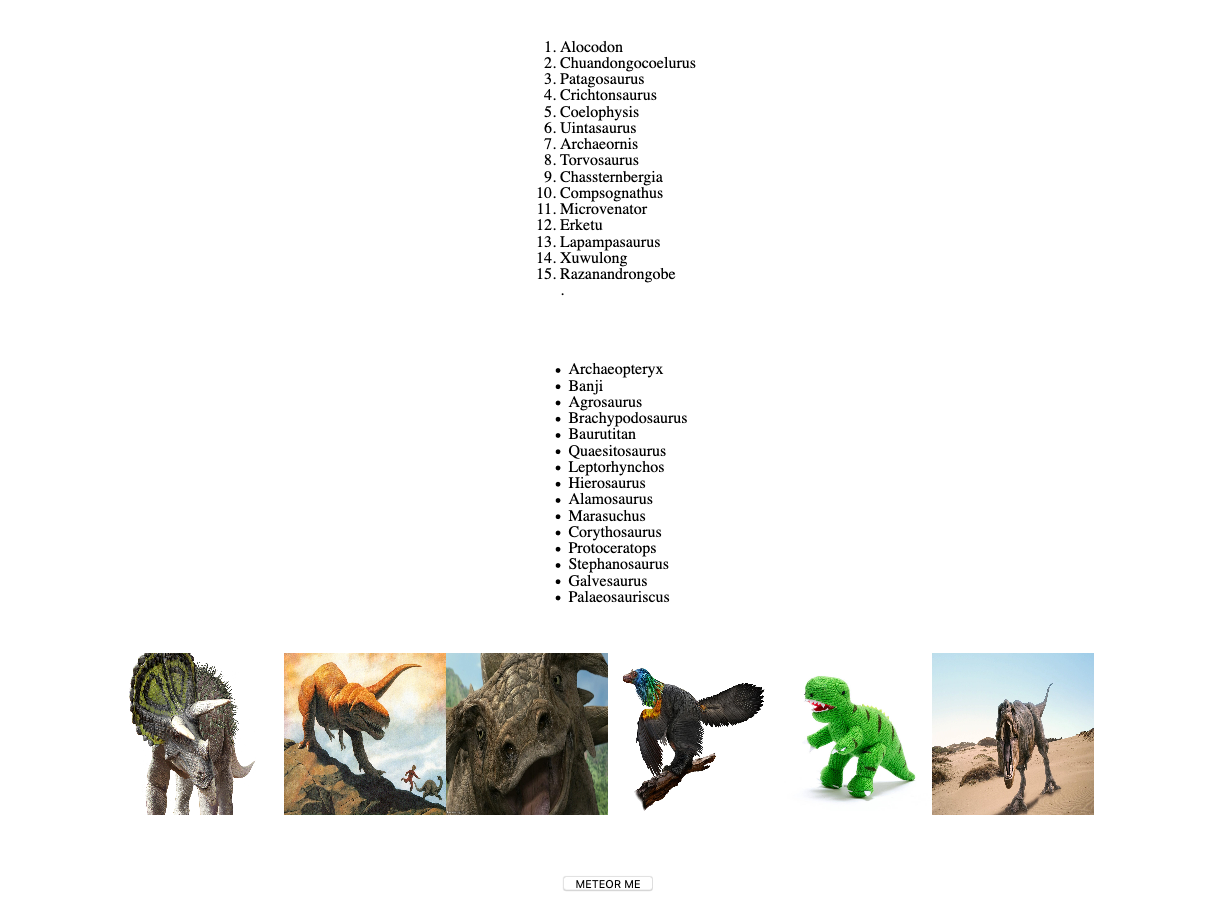 1. Alocodon
2. Chuandongocoelurus
3. Patagosaurus
4. Crichtonsaurus
5. Coelophysis
6. Uintasaurus
7. Archaeornis
8. Torvosaurus
9. Chassternbergia
10. Compsognathus
11. Microvenator
12. Erketu
13. Lapampasaurus
14. Xuwulong
15. Razanandrongobe
.
• Archaeopteryx
• Banji
• Agrosaurus
• Brachypodosaurus
• Baurutitan
• Quaesitosaurus
• Leptorhynchos
• Hierosaurus
• Alamosaurus
• Marasuchus
• Corythosaurus
• Protoceratops
• Stephanosaurus
• Galvesaurus
• Palaeosauriscus
METEOR ME